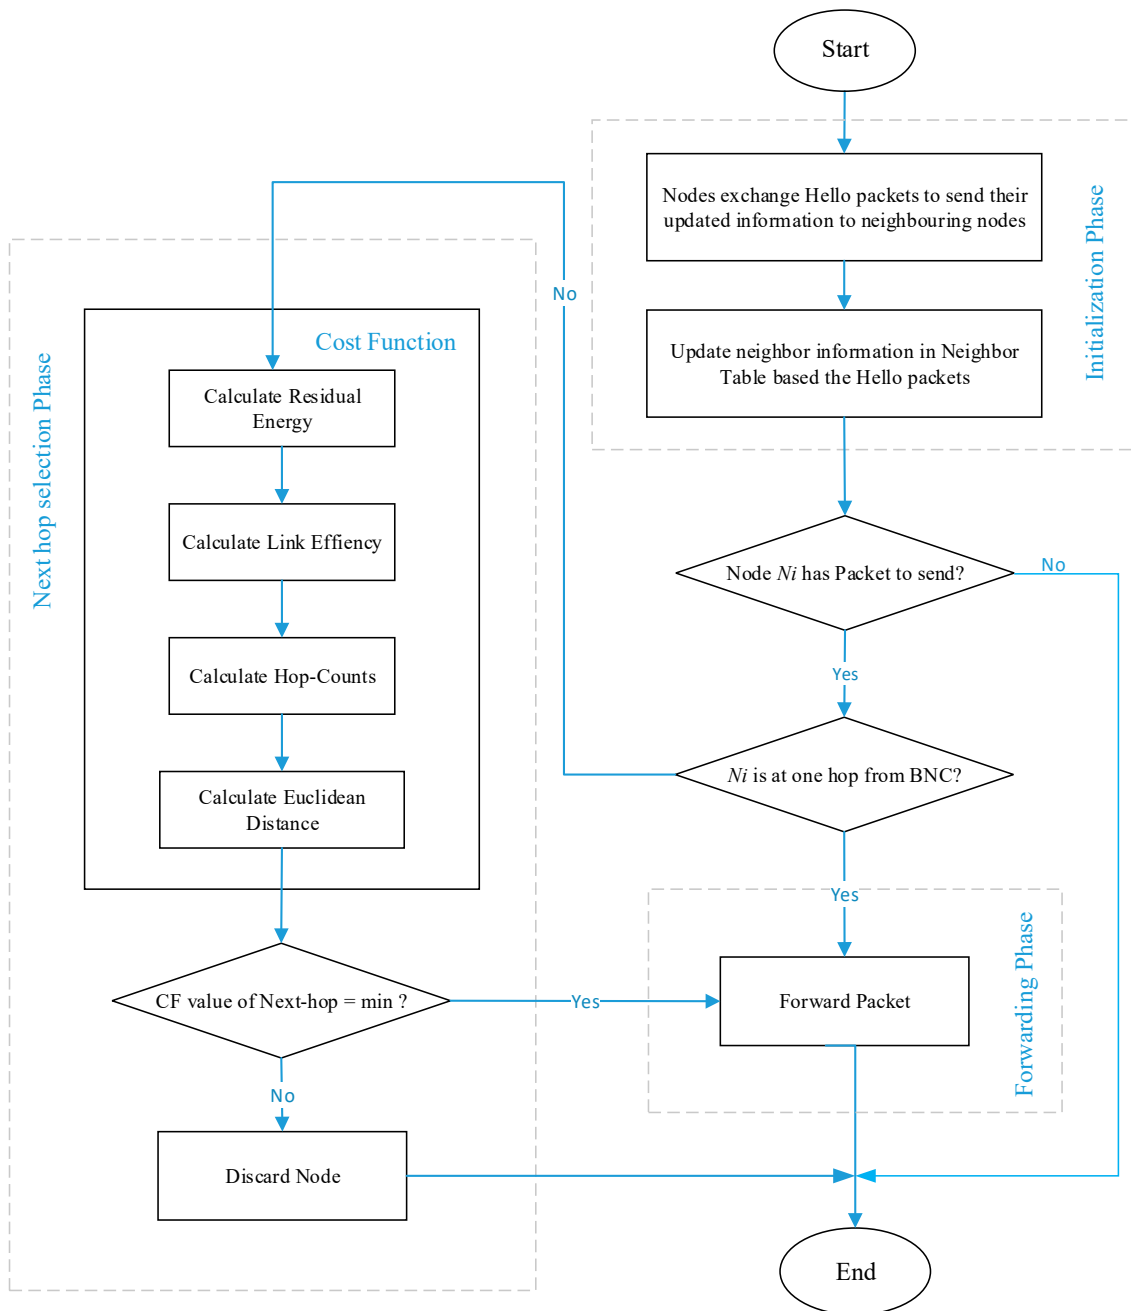 Start
Initialization Phase
Nodes exchange Hello packets to send their
updated information to neighbouring nodes
Update neighbor information in Neighbor
Table based the Hello packets
Node Ni has Packet to send?
No
Yes
Ni is at one hop from BNC?
No
Yes
Next hop selection Phase
Cost Function
Calculate Residual
Energy
Calculate Link Effiency
Calculate Hop-Counts
Calculate Euclidean
Distance
CF value of Next-hop = min ?
Yes
No
Discard Node
Forwarding Phase
Forward Packet
End